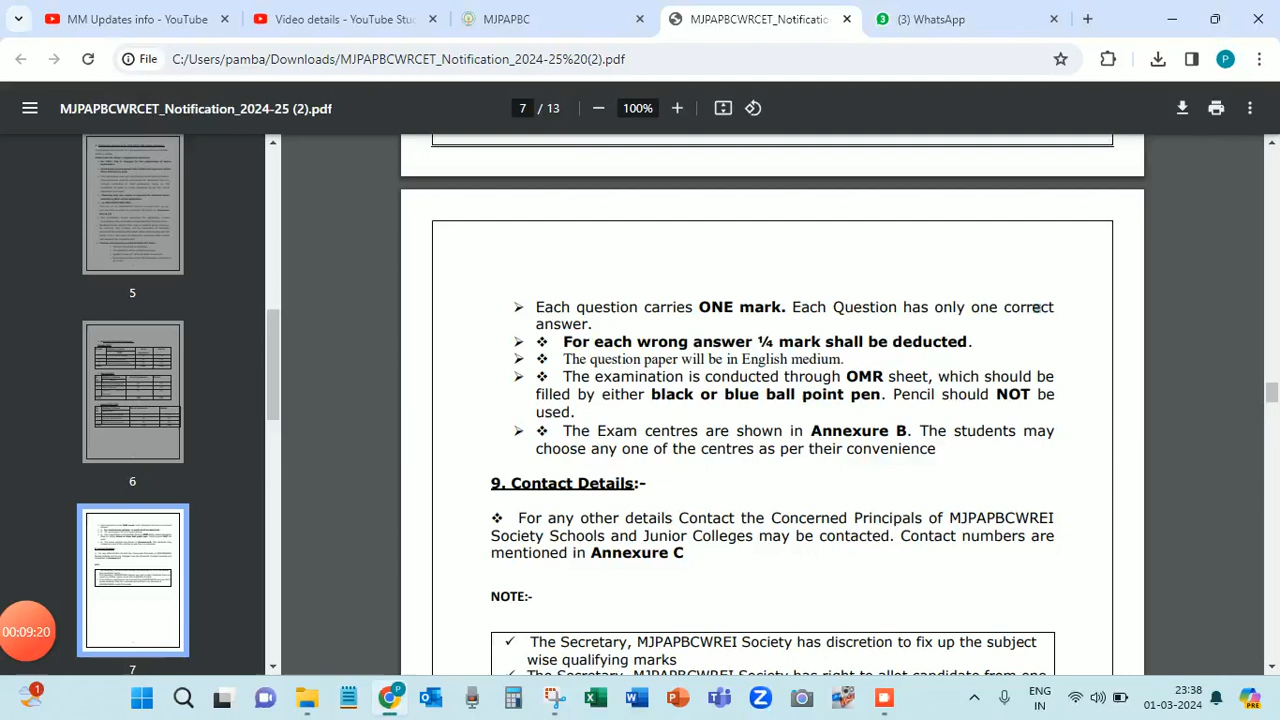 MM Updates info - YouTube
Video details - YouTube Stu
MJPAPBC
MJPAPBCWRCET_Notificatio
(3) WhatsApp
File
C:/Users/pamba/Downloads/MJPAPBCWRCET_Notification_2024-25%20(2).pdf
P
MJPAPBCWRCET_Notification_2024-25 (2).pdf
7 / 13
100%
5
6
7
Each question carries ONE mark. Each Question has only one correct
answer.
For each wrong answer ¼ mark shall be deducted.
The question paper will be in English medium.
The examination is conducted through OMR sheet, which should be
filled by either black or blue ball point pen. Pencil should NOT be
used.
The Exam centres are shown in Annexure B. The students may
choose any one of the centres as per their convenience
9. Contact Details:-
For any other details Contact the Concerned Principals of MJPAPBCWREI
Society Schools and Junior Colleges may be contacted. Contact numbers are
mentioned in Annexure C
NOTE:-
The Secretary, MJPAPBCWREI Society has discretion to fix up the subject
wise qualifying marks
The Secretary, MJPAPBCWREI Society has right to allot candidate from one
00:09:20
1
ENG
IN
23:38
01-03-2024
PRE